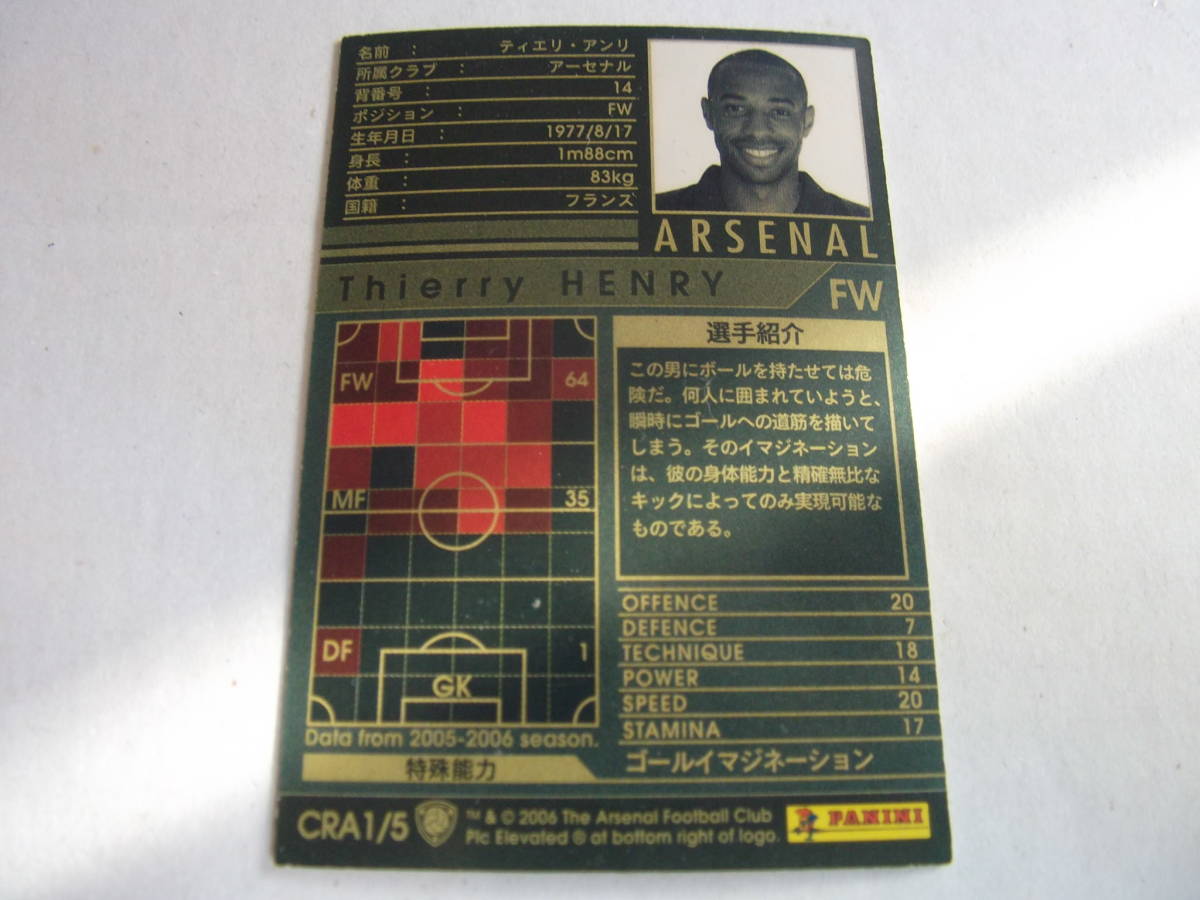 名前 : ティエリ・アンリ
所属クラブ : アーセナル
背番号 : 14
ポジション : FW
生年月日 : 1977/8/17
身長 : 1m88cm
体重 : 83kg
国籍 : フランス
ARSENAL
Thierry HENRY
FW
FW 64
MF 35
DF 1
GK
Data from 2005-2006 season.
選手紹介
この男にボールを持たせては危
険だ。何人に囲まれていようと、
瞬時にゴールへの道筋を描いて
しまう。そのイマジネーション
は、彼の身体能力と精確無比な
キックによってのみ実現可能な
ものである。
OFFENCE 20
DEFENCE 7
TECHNIQUE 18
POWER 14
SPEED 20
STAMINA 17
特殊能力 ゴールイマジネーション
CRA1/5
™ & © 2006 The Arsenal Football Club
Plc Elevated ® at bottom right of logo.
PANINI